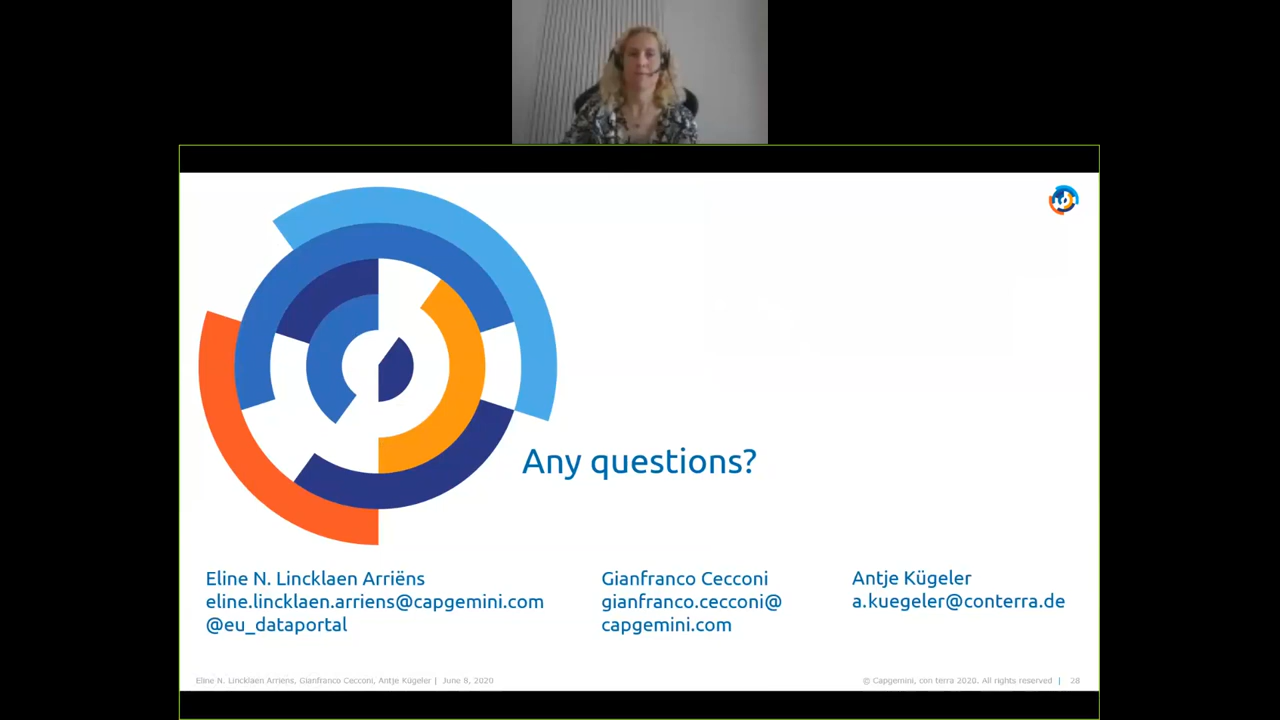 Any questions?
Eline N. Lincklaen Arriëns
eline.lincklaen.arriens@capgemini.com
@eu_dataportal
Gianfranco Cecconi
gianfranco.cecconi@
capgemini.com
Antje Kügeler
a.kuegeler@conterra.de
Eline N. Lincklaen Arriens, Gianfranco Cecconi, Antje Kügeler | June 8, 2020
© Capgemini, con terra 2020. All rights reserved | 28